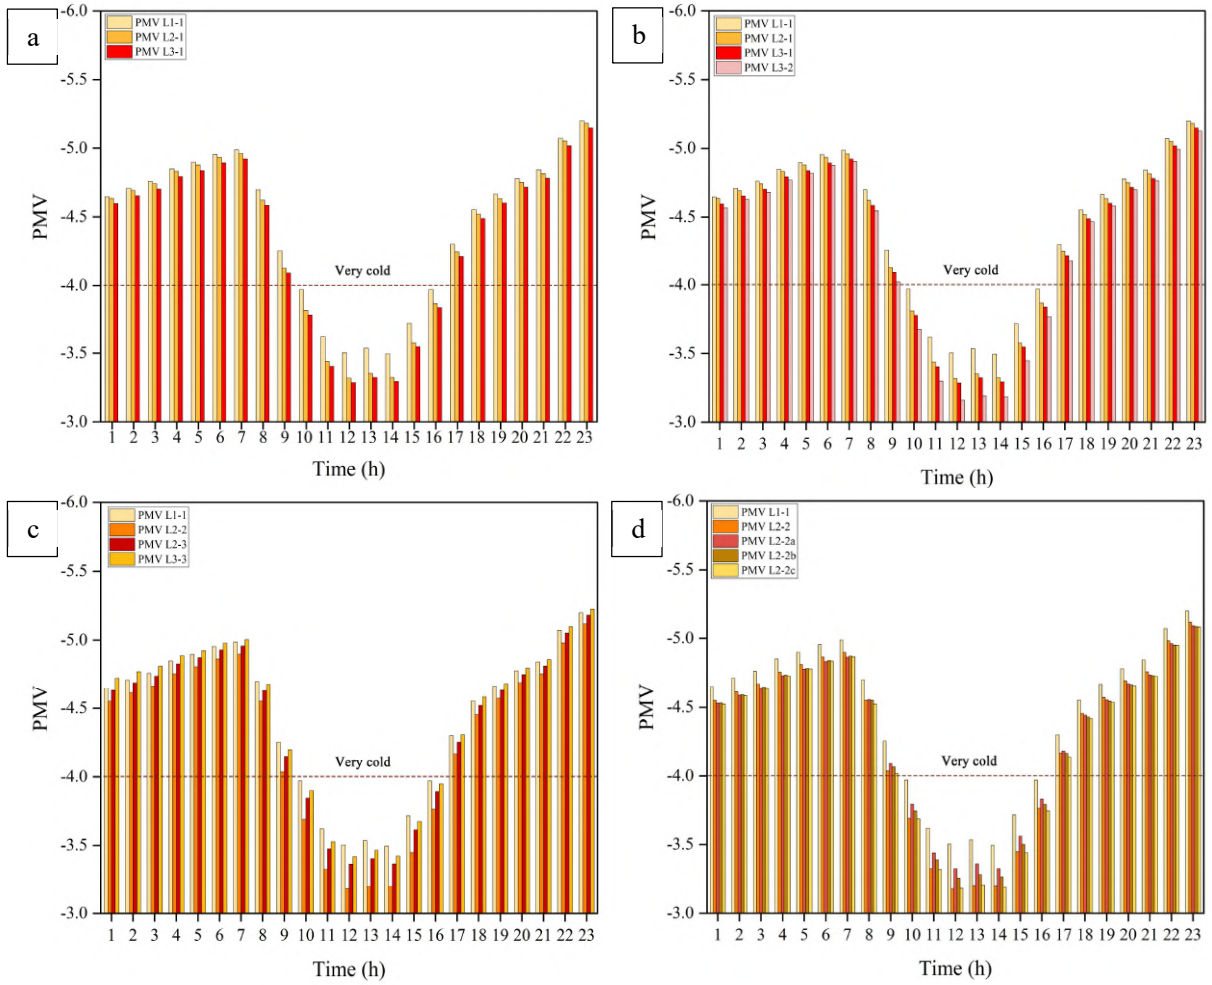 a
-6.0
-5.5
-5.0
-4.5
-4.0
-3.5
-3.0
PMV
PMV L1-1
PMV L2-1
PMV L3-1
Very cold
1 2 3 4 5 6 7 8 9 10 11 12 13 14 15 16 17 18 19 20 21 22 23
Time (h)
b
-6.0
-5.5
-5.0
-4.5
-4.0
-3.5
-3.0
PMV
PMV L1-1
PMV L2-1
PMV L3-1
PMV L3-2
Very cold
1 2 3 4 5 6 7 8 9 10 11 12 13 14 15 16 17 18 19 20 21 22 23
Time (h)
c
-6.0
-5.5
-5.0
-4.5
-4.0
-3.5
-3.0
PMV
PMV L1-1
PMV L2-2
PMV L2-3
PMV L3-3
Very cold
1 2 3 4 5 6 7 8 9 10 11 12 13 14 15 16 17 18 19 20 21 22 23
Time (h)
d
-6.0
-5.5
-5.0
-4.5
-4.0
-3.5
-3.0
PMV
PMV L1-1
PMV L2-2
PMV L2-2a
PMV L2-2b
PMV L2-2c
Very cold
1 2 3 4 5 6 7 8 9 10 11 12 13 14 15 16 17 18 19 20 21 22 23
Time (h)